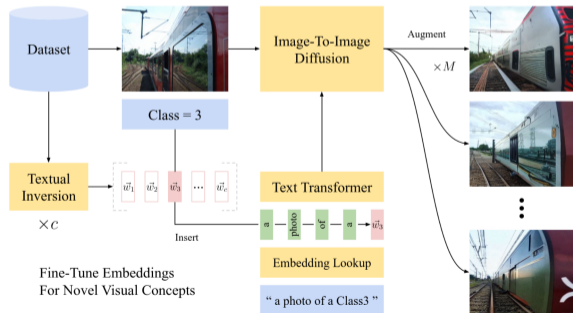 Dataset
Image-To-Image
Diffusion
Augment
×M
Class = 3
Textual
Inversion
×c
w⃗₁ w⃗₂ w⃗₃ ... w⃗c
Text Transformer
Insert
a photo of a w⃗₃
Embedding Lookup
Fine-Tune Embeddings
For Novel Visual Concepts
“ a photo of a Class3 ”